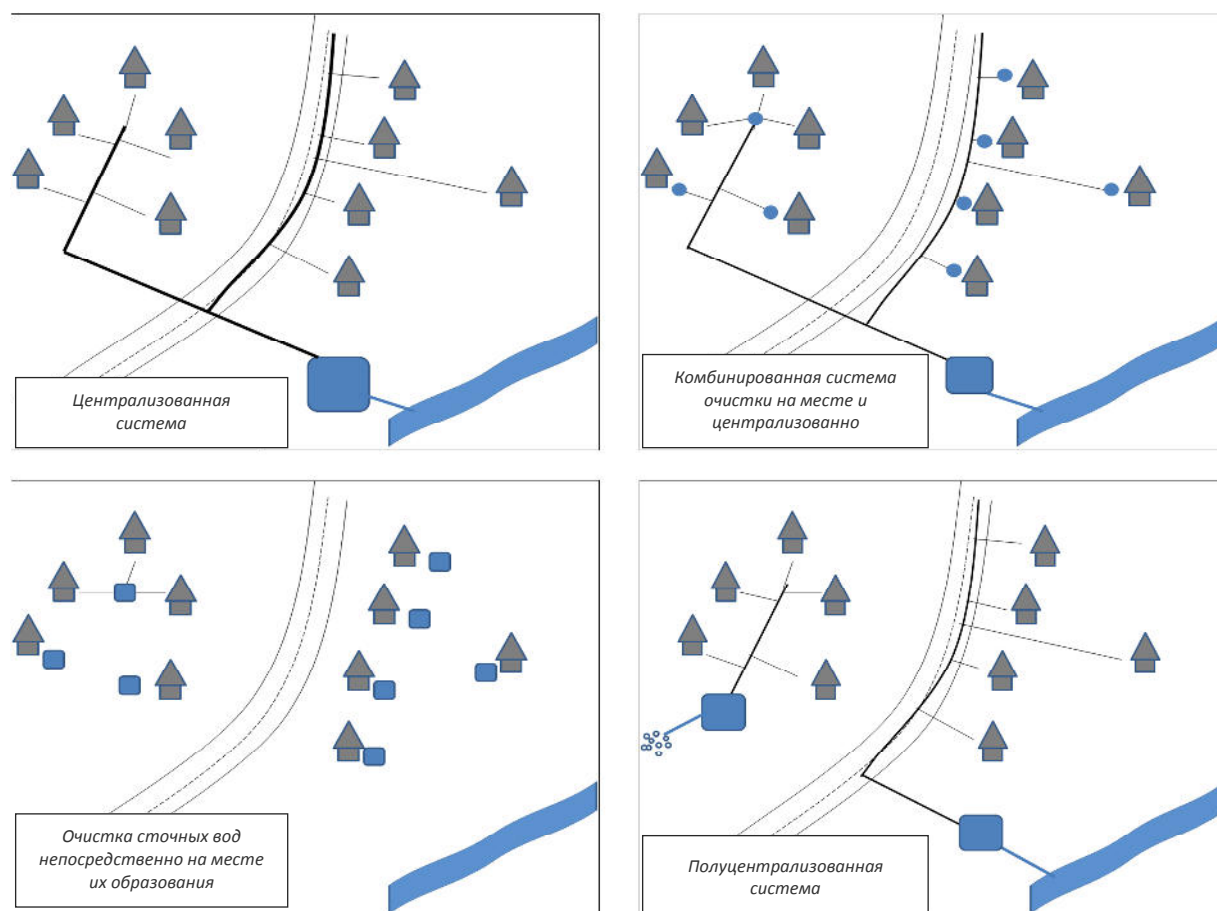 Централизованная
система
Комбинированная система
очистки на месте и
централизованно
Очистка сточных вод
непосредственно на месте
их образования
Полуцентрализованная
система